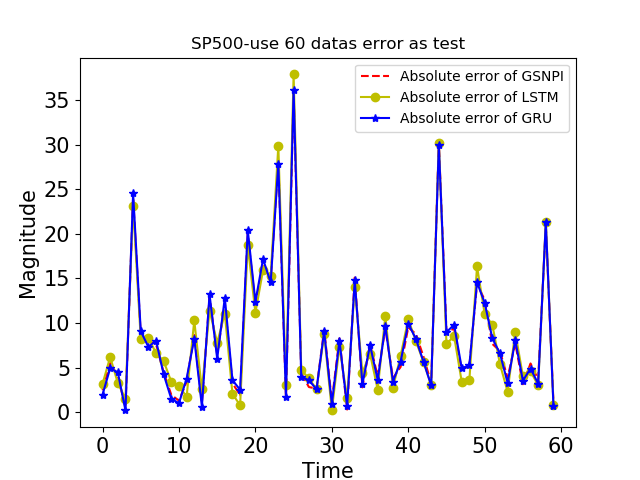 SP500-use 60 datas error as test
Absolute error of GSNPI
Absolute error of LSTM
Absolute error of GRU
Magnitude
35
30
25
20
15
10
5
0
0 10 20 30 40 50 60
Time